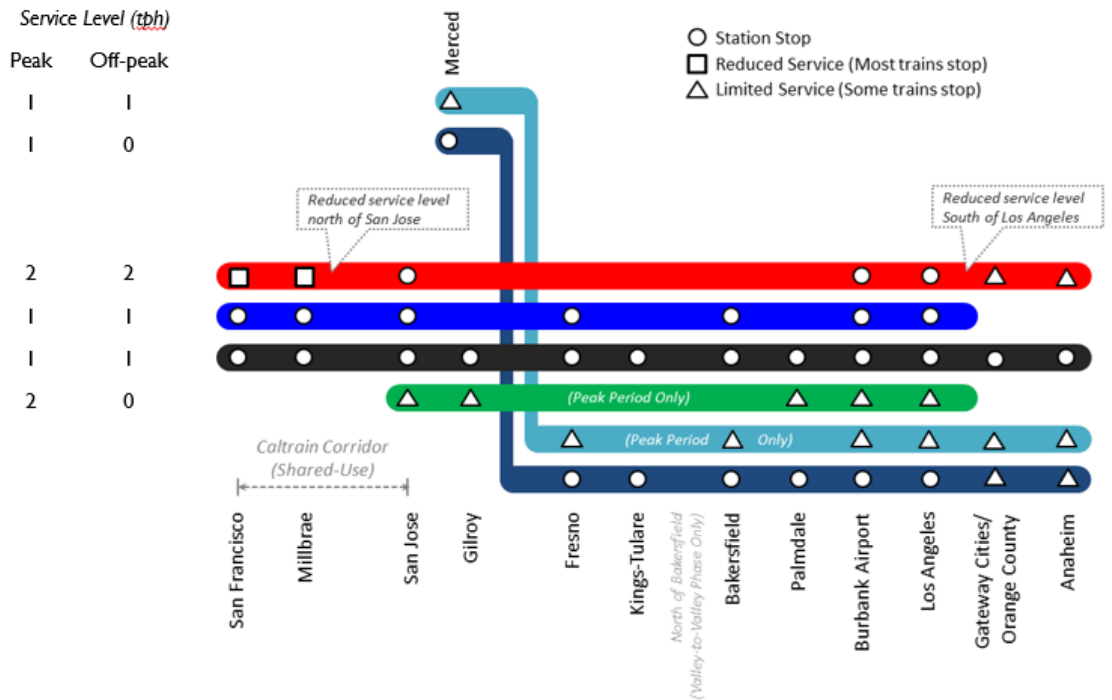 Service Level (tph)
Peak
Off-peak
1
1
1
0
2
2
1
1
1
1
2
0
Merced
Station Stop
Reduced Service (Most trains stop)
Limited Service (Some trains stop)
Reduced service level
north of San Jose
Reduced service level
South of Los Angeles
(Peak Period Only)
(Peak Period Only)
Caltrain Corridor
(Shared-Use)
San Francisco
Millbrae
San Jose
Gilroy
Fresno
Kings-Tulare
North of Bakersfield
(Valley-to-Valley Phase Only)
Bakersfield
Palmdale
Burbank Airport
Los Angeles
Gateway Cities/
Orange County
Anaheim